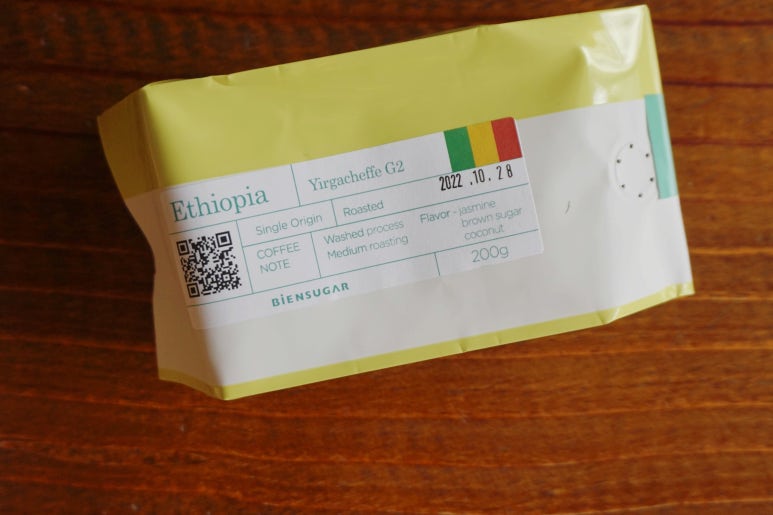 Ethiopia
Yirgacheffe G2
2022 .10. 28
Single Origin
Roasted
COFFEE
NOTE
Washed process
Medium roasting
Flavor - jasmine
brown sugar
coconut
200g
BiENSUGAR